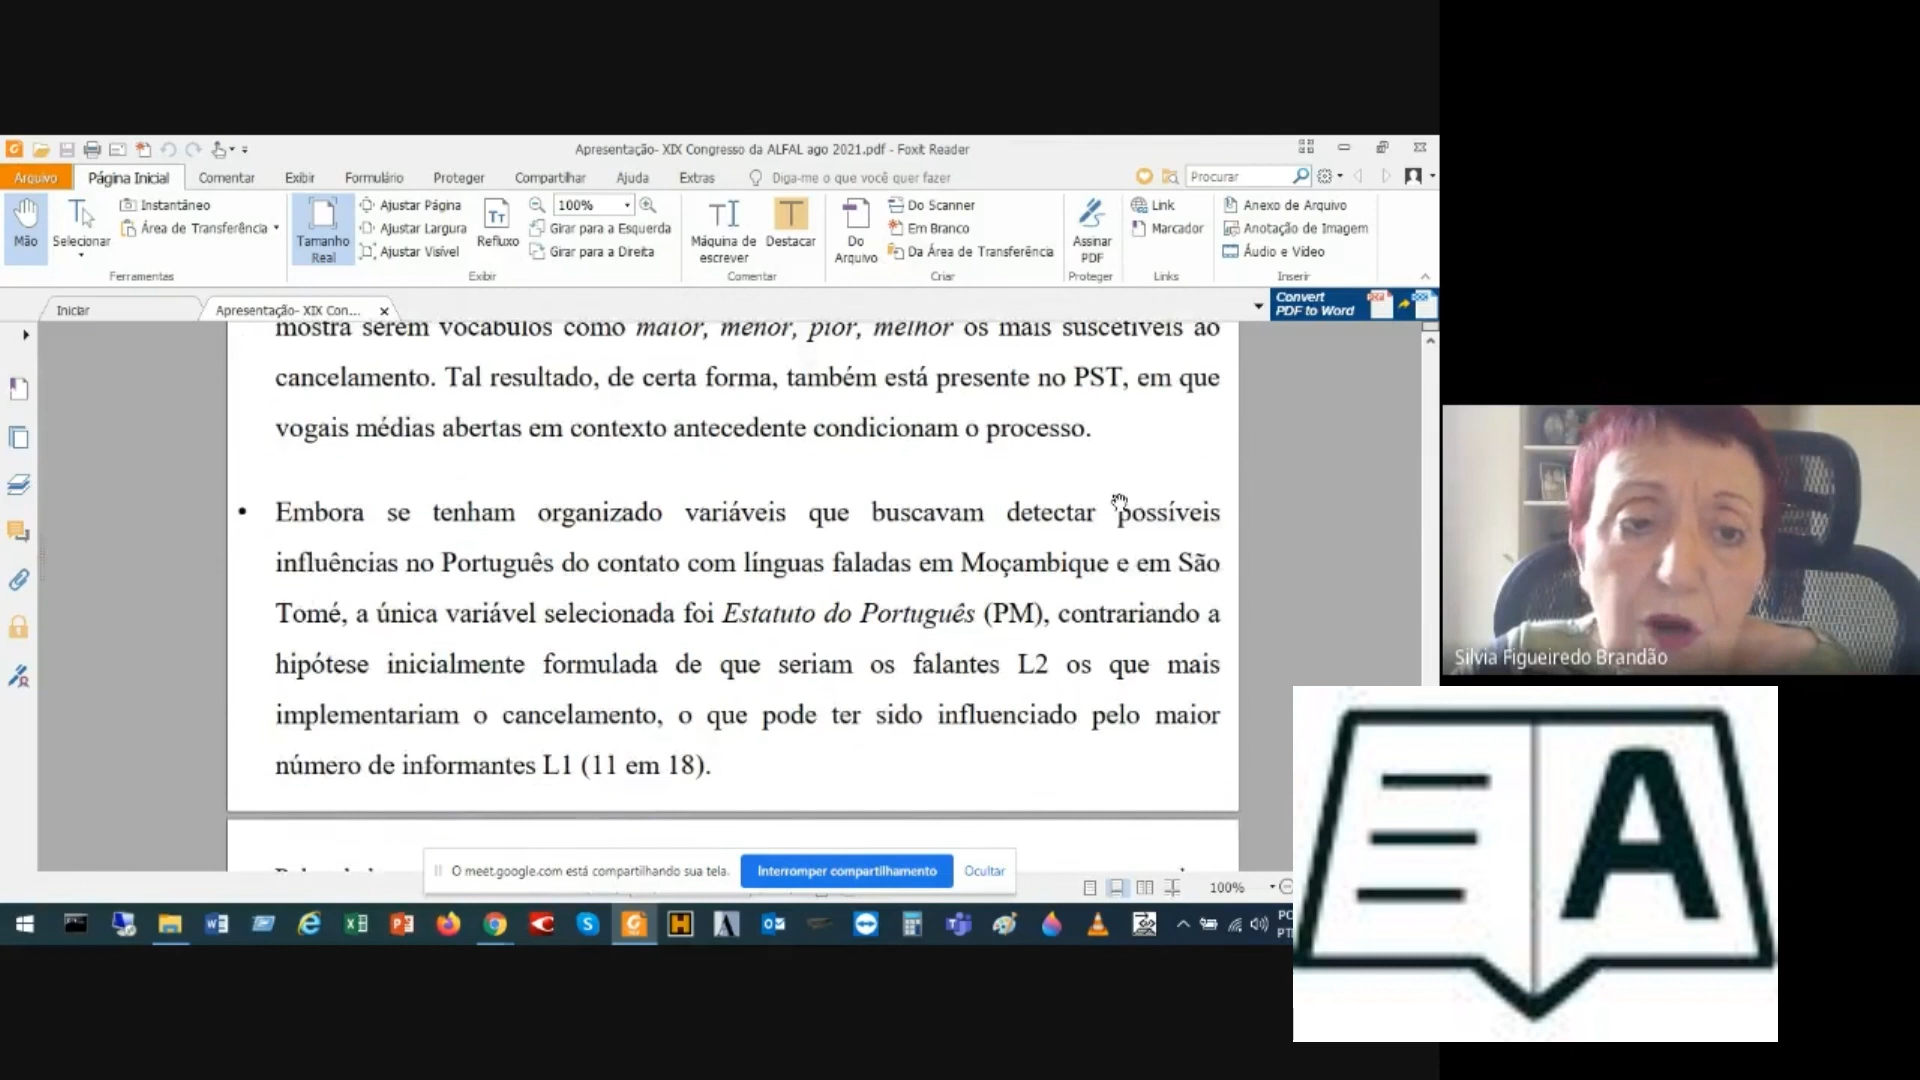 Apresentação- XIX Congresso da ALFAL ago 2021.pdf - Foxit Reader
Arquivo Página Inicial Comentar Exibir Formulário Proteger Compartilhar Ajuda Extras Diga-me o que você quer fazer Procurar
Mão
Selecionar
Instantâneo
Área de Transferência
Ferramentas
Tamanho
Real
Ajustar Página
Ajustar Largura
Ajustar Visível
Refluxo
100%
Girar para a Esquerda
Girar para a Direita
Exibir
Máquina de
escrever
Destacar
Comentar
Do
Arquivo
Do Scanner
Em Branco
Da Área de Transferência
Criar
Assinar
PDF
Proteger
Link
Marcador
Links
Anexo de Arquivo
Anotação de Imagem
Áudio e Vídeo
Inserir
Iniciar
Apresentação- XIX Con...
Convert
PDF to Word
mostra serem vocábulos como maior, menor, pior, melhor os mais suscetíveis ao
cancelamento. Tal resultado, de certa forma, também está presente no PST, em que
vogais médias abertas em contexto antecedente condicionam o processo.
• Embora se tenham organizado variáveis que buscavam detectar possíveis
influências no Português do contato com línguas faladas em Moçambique e em São
Tomé, a única variável selecionada foi Estatuto do Português (PM), contrariando a
hipótese inicialmente formulada de que seriam os falantes L2 os que mais
implementariam o cancelamento, o que pode ter sido influenciado pelo maior
número de informantes L1 (11 em 18).
O meet.google.com está compartilhando sua tela. Interromper compartilhamento Ocultar
100%
Silvia Figueiredo Brandão
A